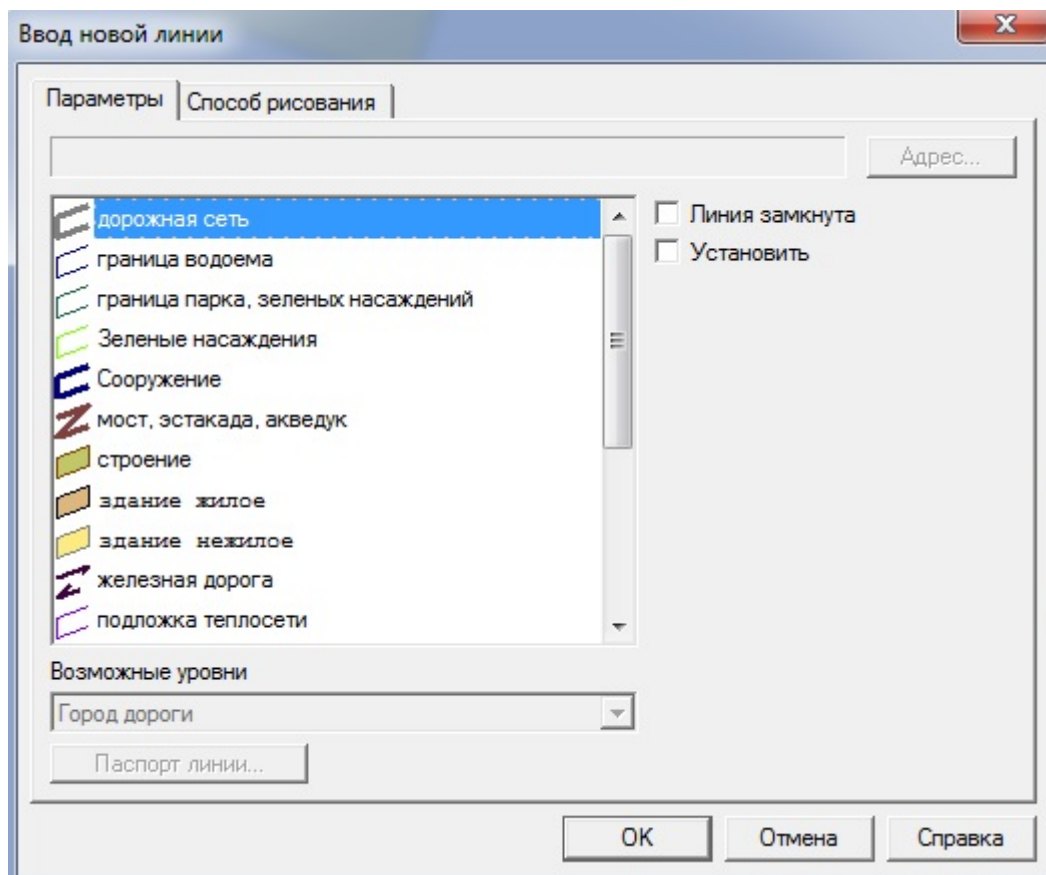 Ввод новой линии
Параметры
Способ рисования
Адрес...
дорожная сеть
Линия замкнута
граница водоема
Установить
граница парка, зеленых насаждений
Зеленые насаждения
Сооружение
мост, эстакада, акведук
строение
здание жилое
здание нежилое
железная дорога
подложка теплосети
Возможные уровни
Город дороги
Паспорт линии...
OK
Отмена
Справка